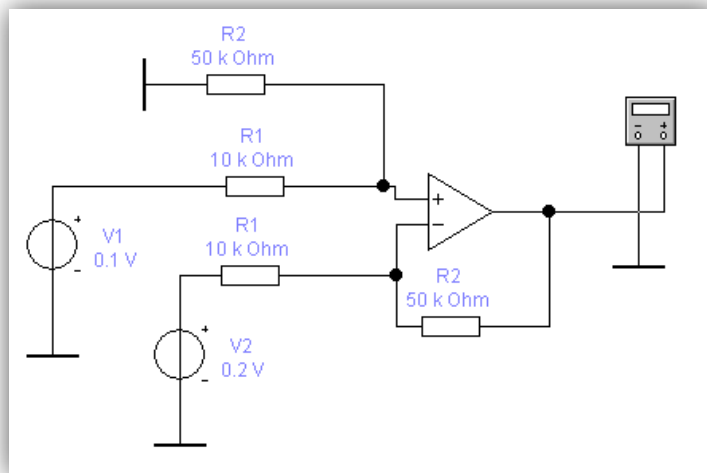 R2
50 k Ohm
R1
10 k Ohm
V1
0.1 V
R1
10 k Ohm
R2
50 k Ohm
V2
0.2 V
+
-
+
-
+
-
-
+